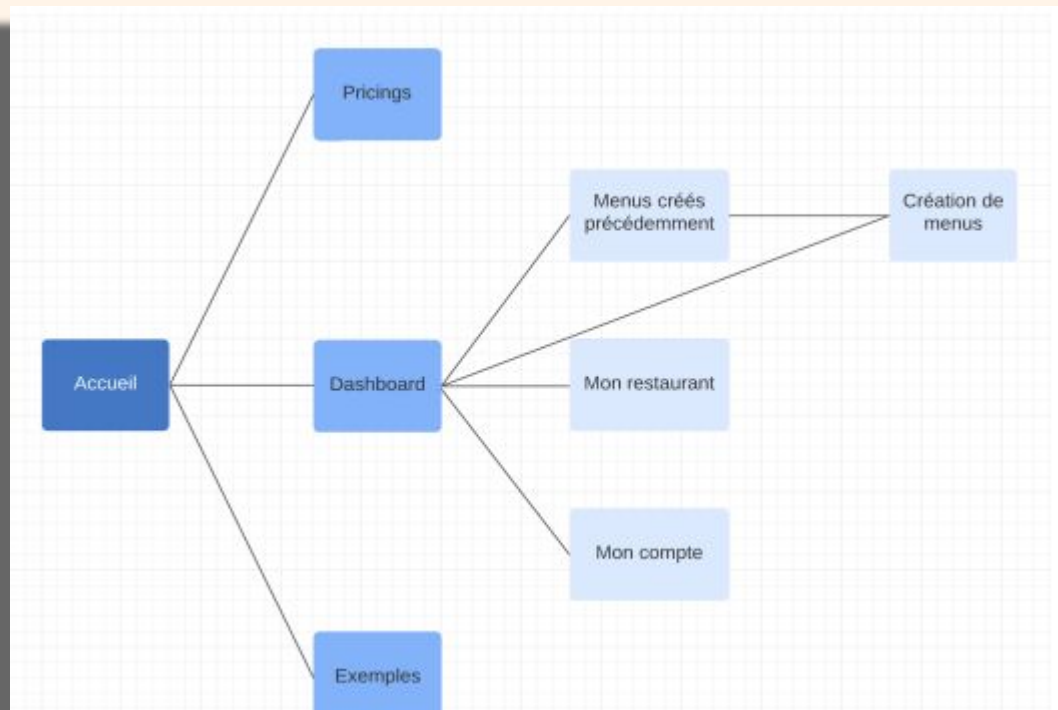 Pricings
Menus créés
précédemment
Création de
menus
Accueil
Dashboard
Mon restaurant
Mon compte
Exemples